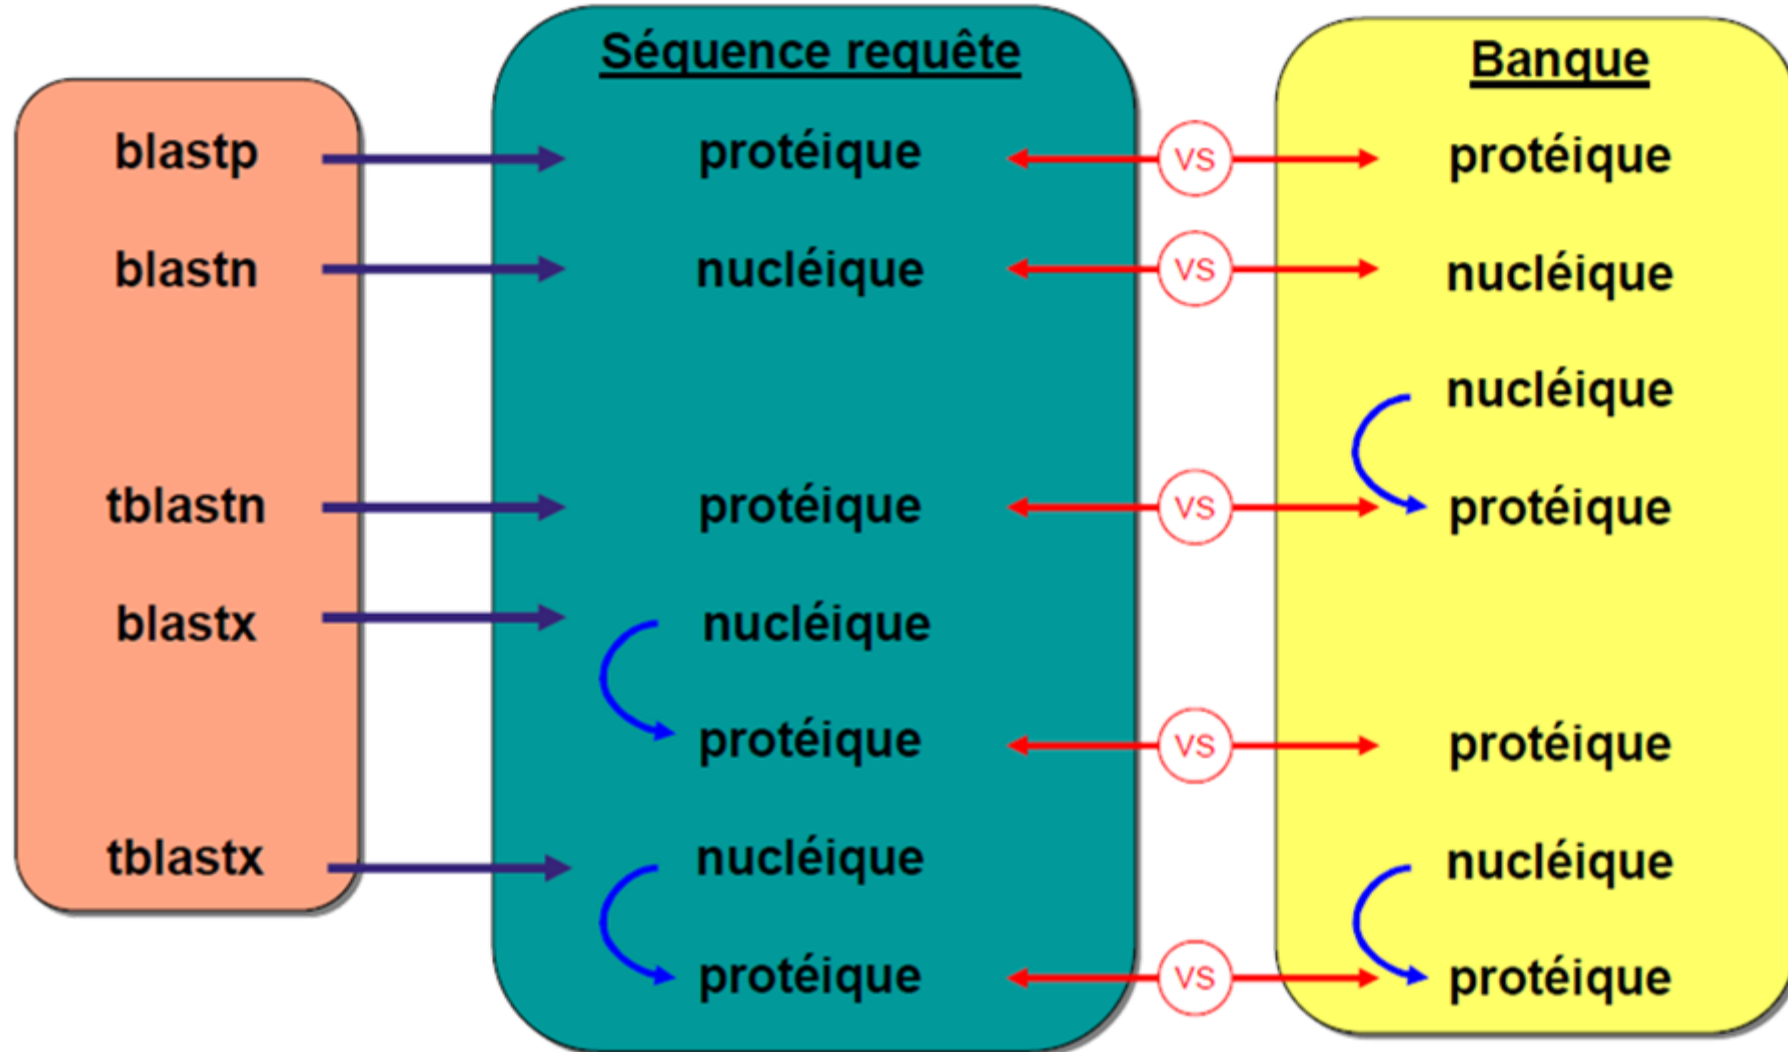 Séquence requête
Banque
blastp
protéique
VS
protéique
blastn
nucléique
VS
nucléique
nucléique
tblastn
protéique
VS
protéique
blastx
nucléique
protéique
VS
protéique
tblastx
nucléique
nucléique
protéique
VS
protéique